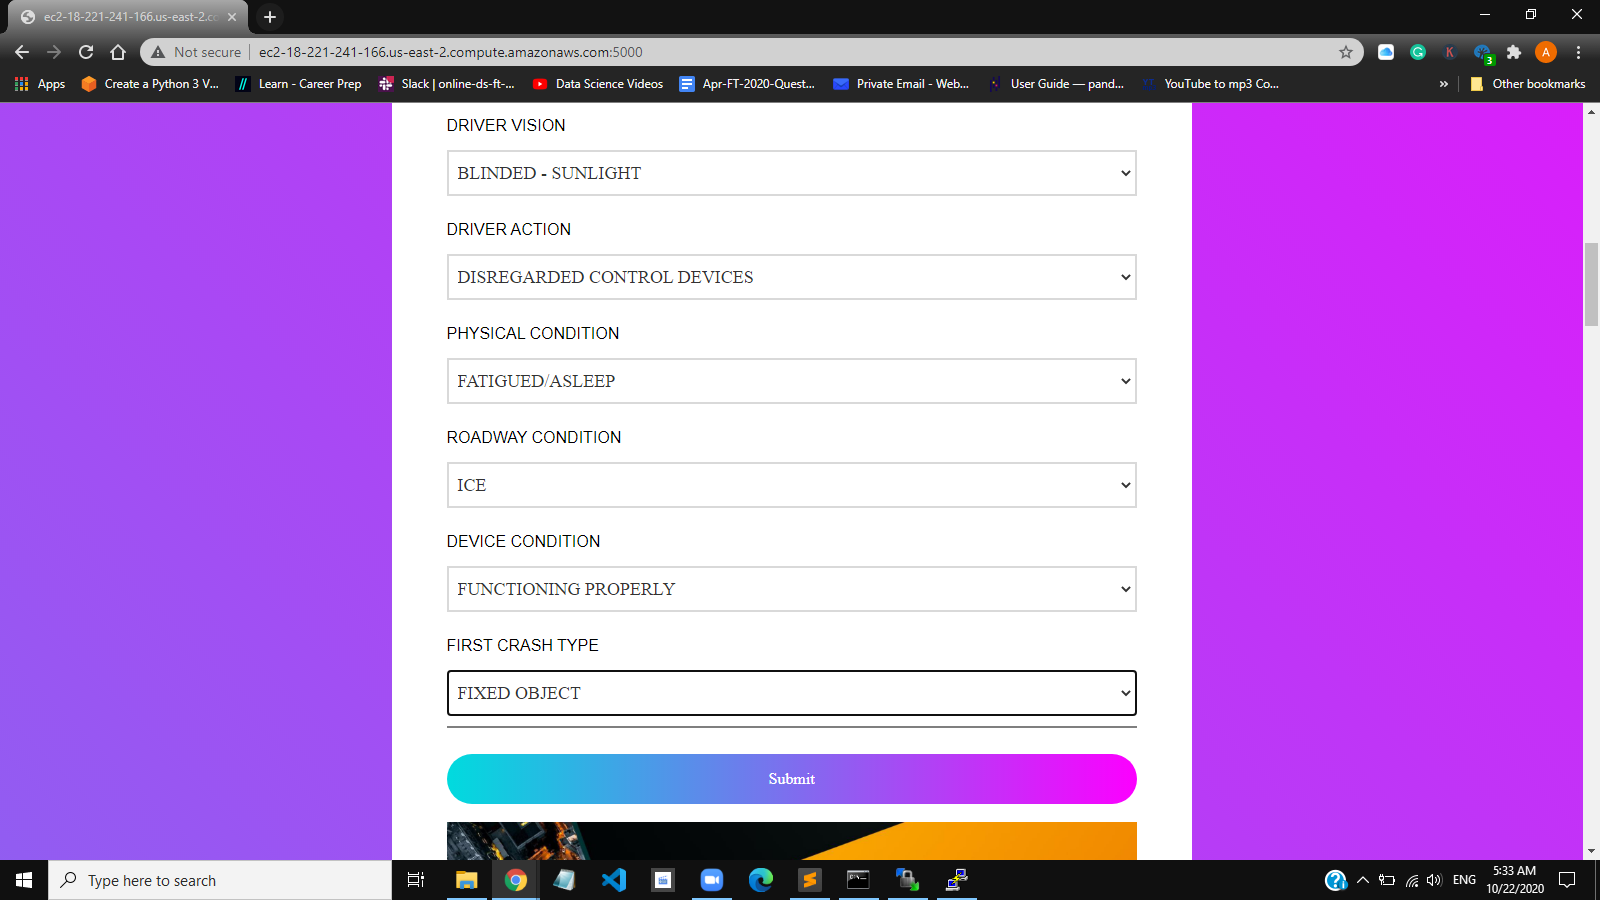 ec2-18-221-241-166.us-east-2.cc
Not secure
ec2-18-221-241-166.us-east-2.compute.amazonaws.com:5000
A
K
3
Apps
Create a Python 3 V...
Learn - Career Prep
Slack | online-ds-ft-...
Data Science Videos
Apr-FT-2020-Quest...
Private Email - Web...
User Guide — pand...
YouTube to mp3 Co...
»
Other bookmarks
DRIVER VISION
BLINDED - SUNLIGHT
DRIVER ACTION
DISREGARDED CONTROL DEVICES
PHYSICAL CONDITION
FATIGUED/ASLEEP
ROADWAY CONDITION
ICE
DEVICE CONDITION
FUNCTIONING PROPERLY
FIRST CRASH TYPE
FIXED OBJECT
Submit
Type here to search
ENG
5:33 AM
10/22/2020